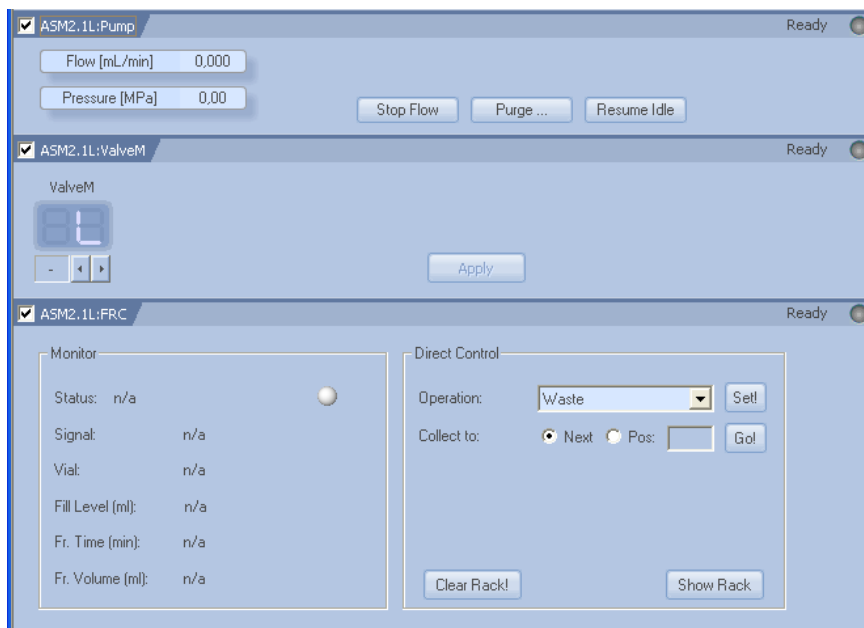 ASM2.1L:Pump Ready
Flow [mL/min] 0,000
Pressure [MPa] 0,00
Stop Flow Purge ... Resume Idle
ASM2.1L:ValveM Ready
ValveM
L
-
Apply
ASM2.1L:FRC Ready
Monitor
Status: n/a
Signal: n/a
Vial: n/a
Fill Level (ml): n/a
Fr. Time (min): n/a
Fr. Volume (ml): n/a
Direct Control
Operation: Waste Set!
Collect to: Next Pos: Go!
Clear Rack! Show Rack